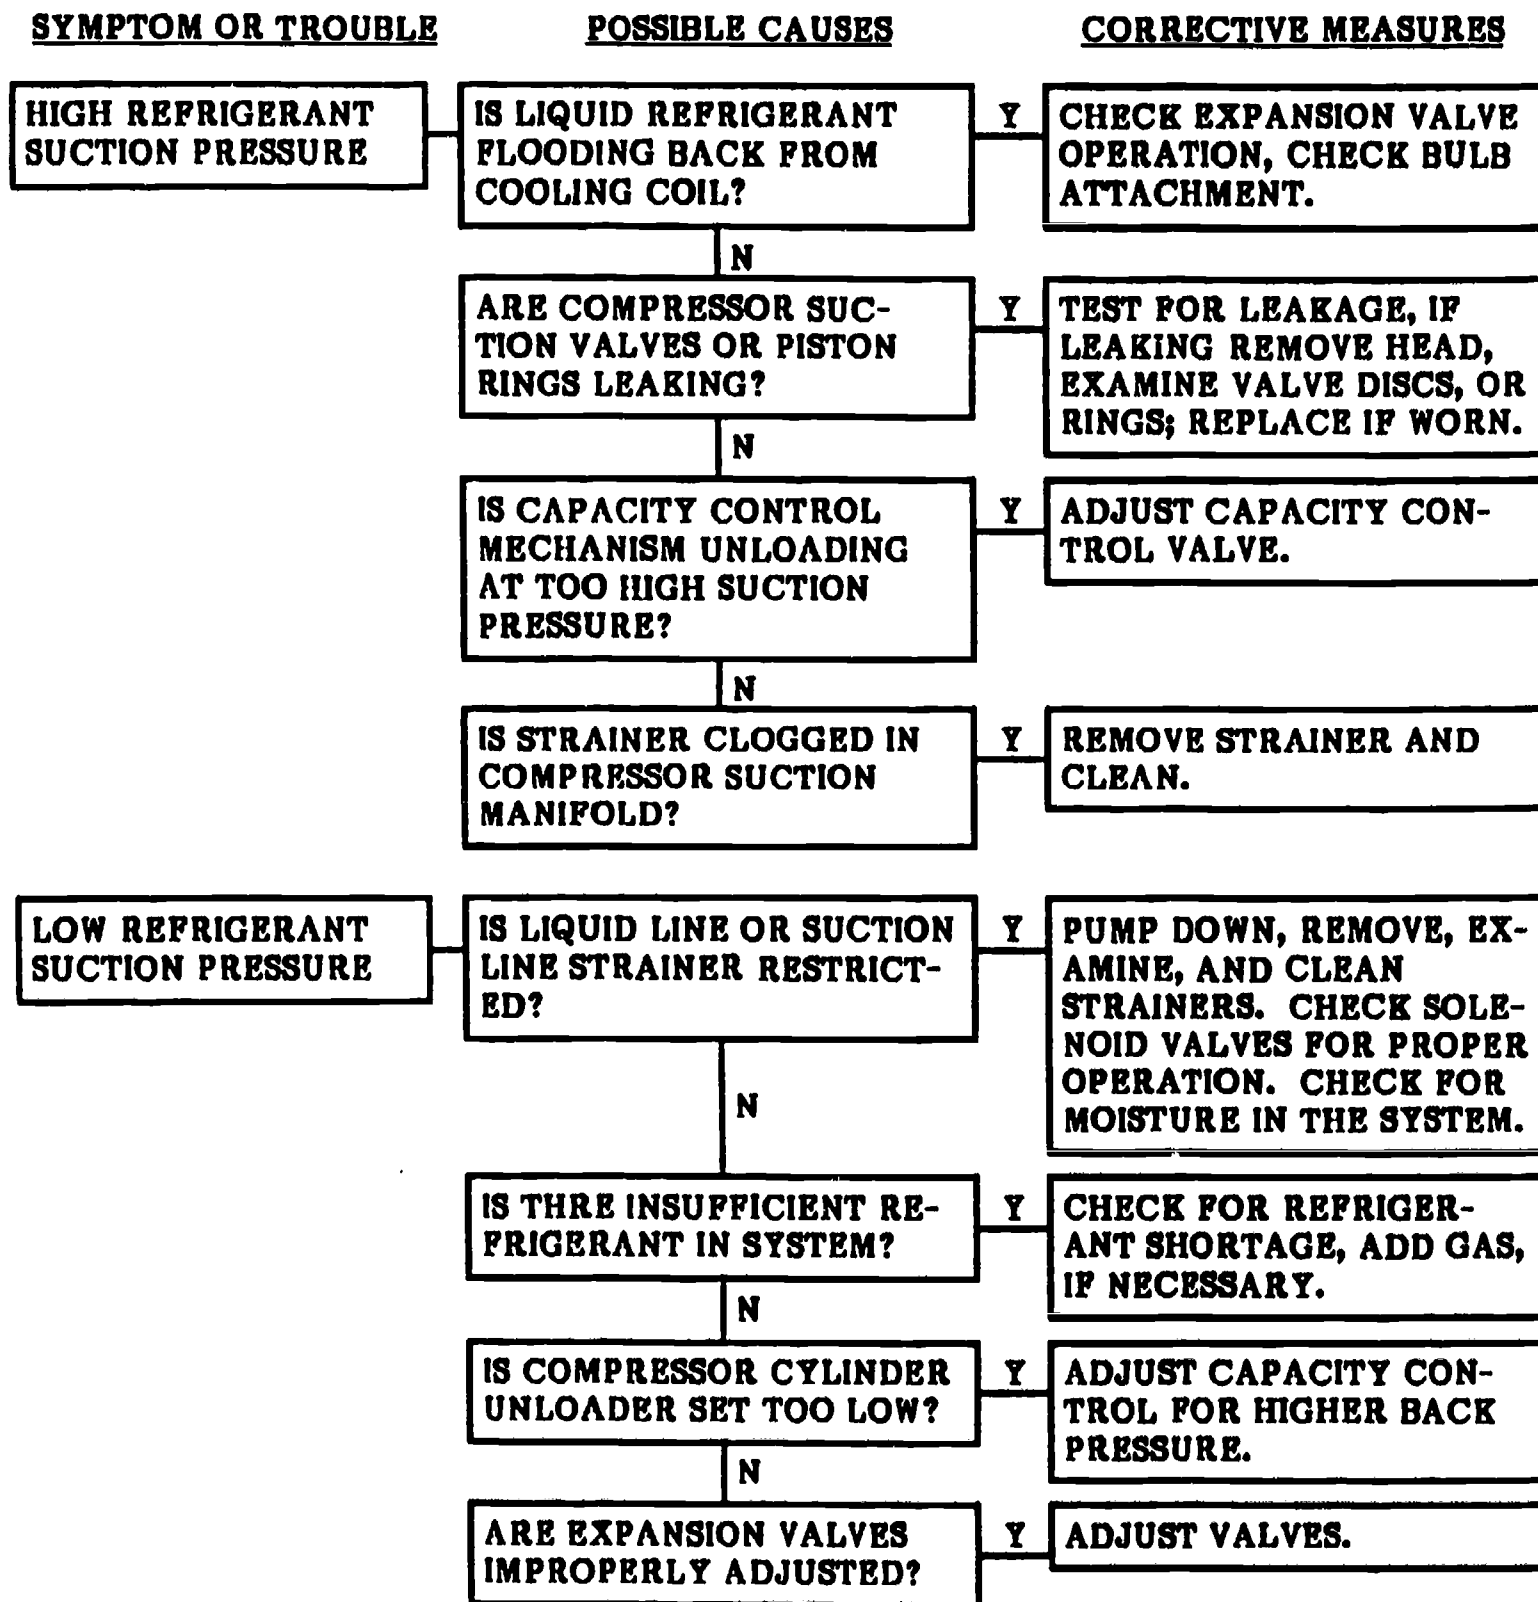 SYMPTOM OR TROUBLE
POSSIBLE CAUSES
CORRECTIVE MEASURES
HIGH REFRIGERANT
SUCTION PRESSURE
IS LIQUID REFRIGERANT
FLOODING BACK FROM
COOLING COIL?
Y
CHECK EXPANSION VALVE
OPERATION, CHECK BULB
ATTACHMENT.
N
ARE COMPRESSOR SUC-
TION VALVES OR PISTON
RINGS LEAKING?
Y
TEST FOR LEAKAGE, IF
LEAKING REMOVE HEAD,
EXAMINE VALVE DISCS, OR
RINGS; REPLACE IF WORN.
N
IS CAPACITY CONTROL
MECHANISM UNLOADING
AT TOO HIGH SUCTION
PRESSURE?
Y
ADJUST CAPACITY CON-
TROL VALVE.
N
IS STRAINER CLOGGED IN
COMPRESSOR SUCTION
MANIFOLD?
Y
REMOVE STRAINER AND
CLEAN.
LOW REFRIGERANT
SUCTION PRESSURE
IS LIQUID LINE OR SUCTION
LINE STRAINER RESTRICT-
ED?
Y
PUMP DOWN, REMOVE, EX-
AMINE, AND CLEAN
STRAINERS. CHECK SOLE-
NOID VALVES FOR PROPER
OPERATION. CHECK FOR
MOISTURE IN THE SYSTEM.
N
IS THRE INSUFFICIENT RE-
FRIGERANT IN SYSTEM?
Y
CHECK FOR REFRIGER-
ANT SHORTAGE, ADD GAS,
IF NECESSARY.
N
IS COMPRESSOR CYLINDER
UNLOADER SET TOO LOW?
Y
ADJUST CAPACITY CON-
TROL FOR HIGHER BACK
PRESSURE.
N
ARE EXPANSION VALVES
IMPROPERLY ADJUSTED?
Y
ADJUST VALVES.